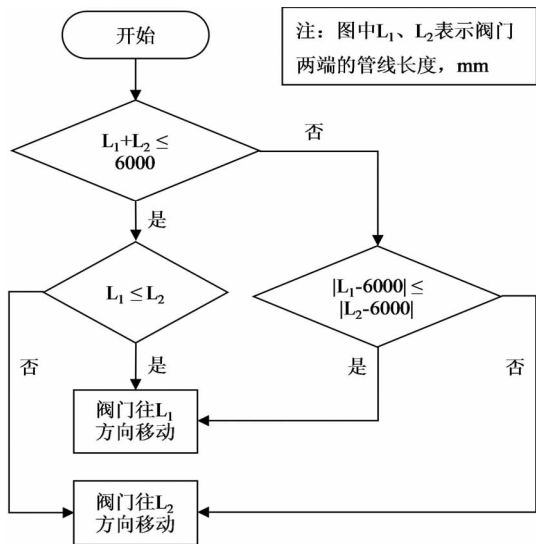 开始
注：图中L₁、L₂表示阀门
两端的管线长度，mm
L₁+L₂ ≤
6000
否
是
L₁ ≤ L₂
|L₁-6000| ≤
|L₂-6000|
否
是
是
否
阀门往L₁
方向移动
阀门往L₂
方向移动